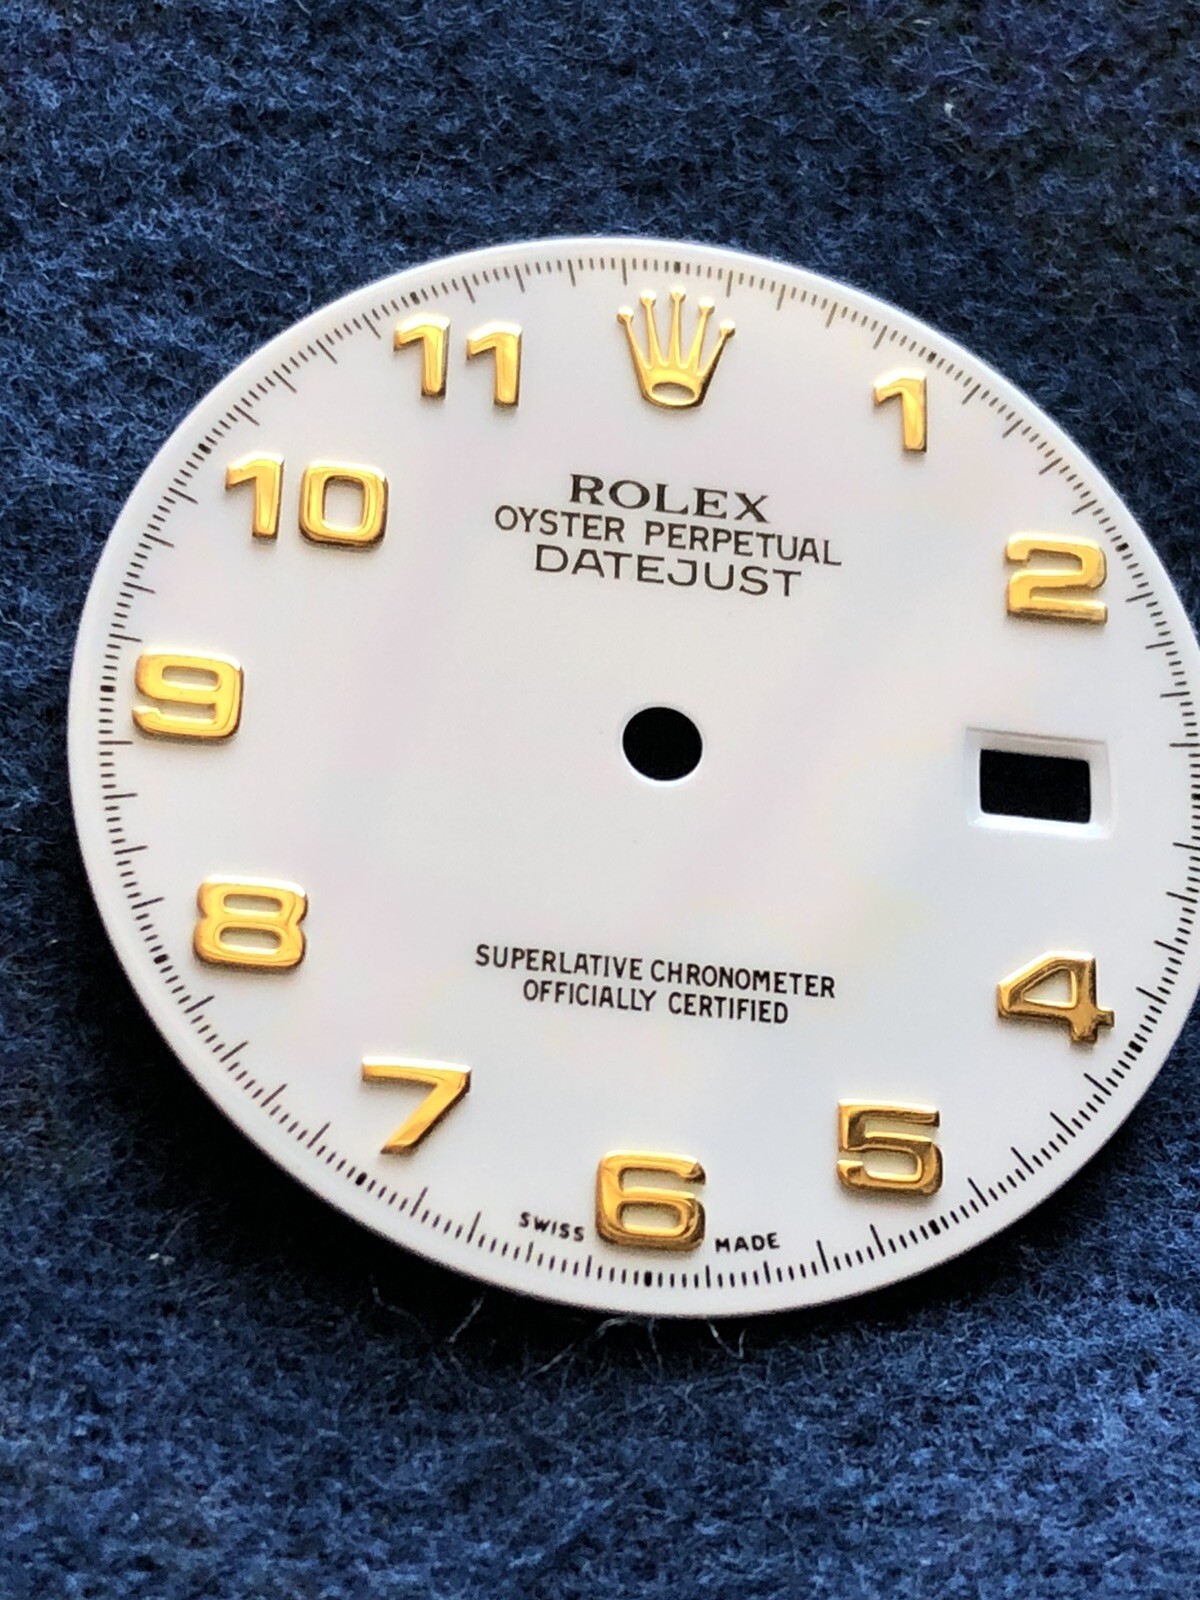 11
1
10
2
ROLEX
OYSTER PERPETUAL
DATEJUST
9
8
4
SUPERLATIVE CHRONOMETER
OFFICIALLY CERTIFIED
7
5
6
SWISS MADE